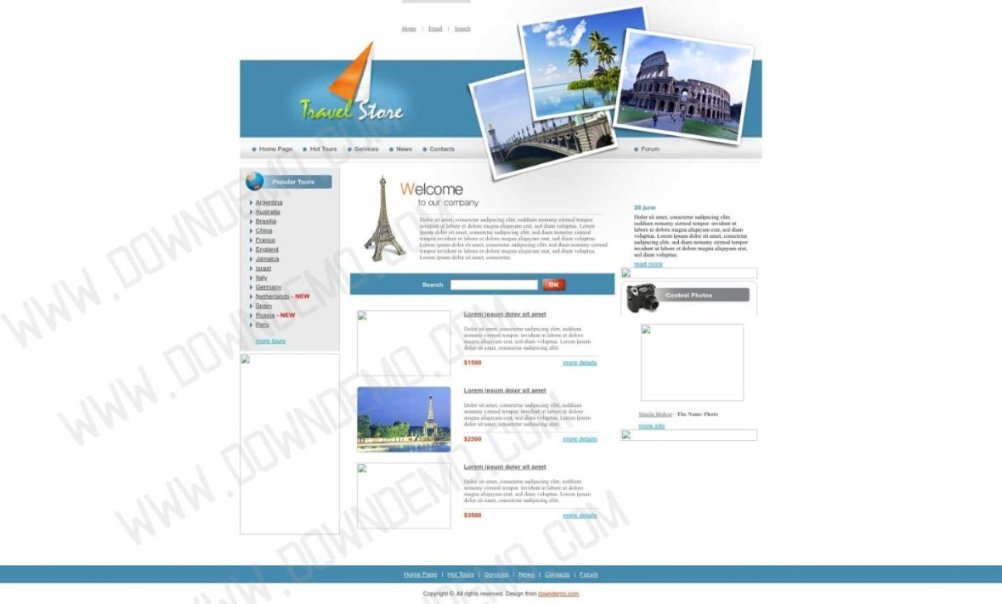 Home | Email | Search
Travel Store
Home Page Hot Tours Services News Contacts Forum
Popular Tours
Argentina
Australia
Brasilia
China
France
England
Jamaica
Israel
Italy
Germany
Netherlands - NEW
Spain
Russia - NEW
Peru
more tours
Welcome
to our company
Dolor sit amet, consectetur sadipscing elitr, seddiam nonumy eirmod tempor.
invidunt ut labore et dolore magna aliquyam erat, sed diam voluptua. Lorem
ipsum dolor sit amet, consectetur sadipscing elitr, sed diam nonumy eirmod
tempor invidunt ut labore et dolore magna aliquyam erat, sed diam voluptua.
Lorem ipsum dolor sit amet, consectetur sadipscing elitr, sed diam nonumy
tempor invidunt ut labore et dolore magna aliquyam erat, sed diam voluptua.
Lorem ipsum dolor sit amet, consectetur.
Search OK
Lorem ipsum dolor sit amet
Dolor sit amet, consectetur sadipscing elitr, seddiam
nonumy eirmod tempor. invidunt ut labore et dolore
magna aliquyam erat, sed diam voluptua. Lorem ipsum
dolor sit amet, consectetur sadipscing elitr.
$1500 more details
Lorem ipsum dolor sit amet
Dolor sit amet, consectetur sadipscing elitr, seddiam
nonumy eirmod tempor. invidunt ut labore et dolore
magna aliquyam erat, sed diam voluptua. Lorem ipsum
dolor sit amet, consectetur sadipscing elitr.
$2500 more details
Lorem ipsum dolor sit amet
Dolor sit amet, consectetur sadipscing elitr, seddiam
nonumy eirmod tempor. invidunt ut labore et dolore
magna aliquyam erat, sed diam voluptua. Lorem ipsum
dolor sit amet, consectetur sadipscing elitr.
$3500 more details
26 june
Dolor sit amet, consectetur sadipscing elitr,
seddiam nonumy eirmod tempor. invidunt ut
labore et dolore magna aliquyam erat, sed diam
voluptua. Lorem ipsum dolor sit amet,
consectetur sadipscing elitr, sed diam
nonumy eirmod tempor invidunt ut labore et
dolore magna aliquyam erat, sed diam
voluptua.
read more
Contest Photos
Martin Hutton - The Name Photo
more info
Home Page | Hot Tours | Services | News | Contacts | Forum
Copyright ©. All rights reserved. Design from downdemo.com
WWW.DOWNDEMO.COM
WWW.DOWNDEMO.COM
WWW.DOWNDEMO.COM
WWW.DOWNDEMO.COM